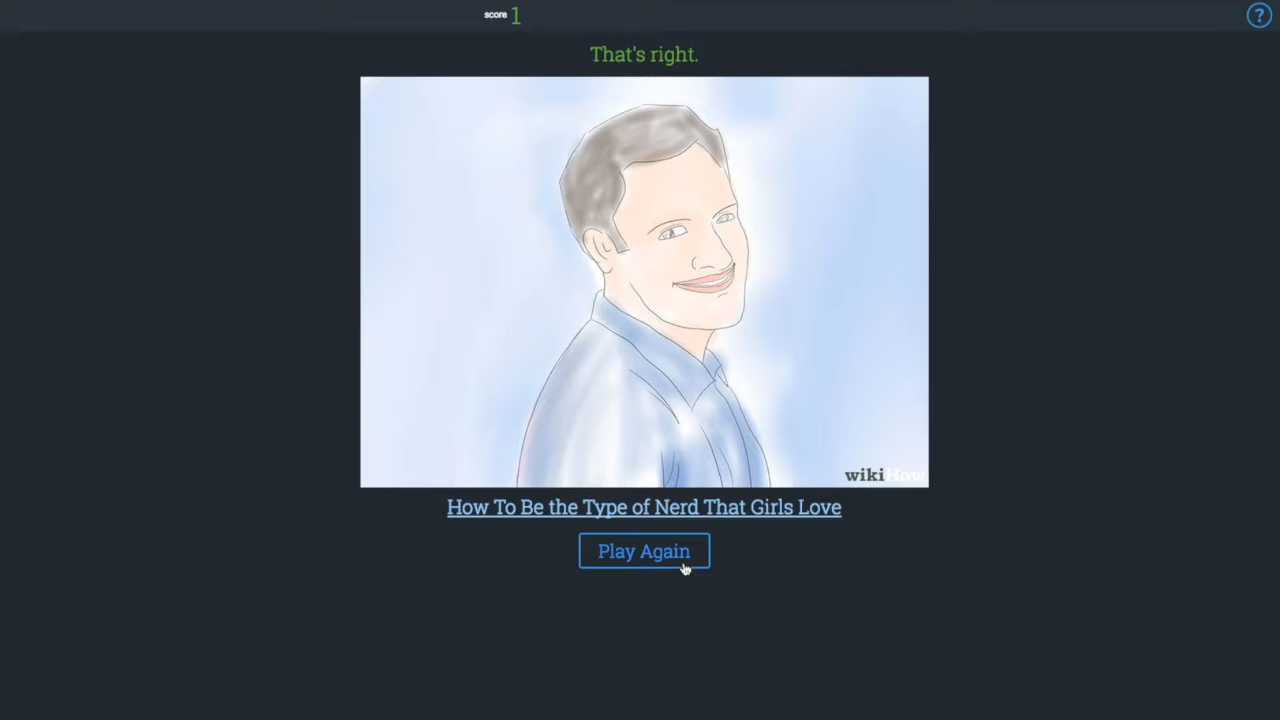 score 1
?
That's right.
wikiHow
How To Be the Type of Nerd That Girls Love
Play Again